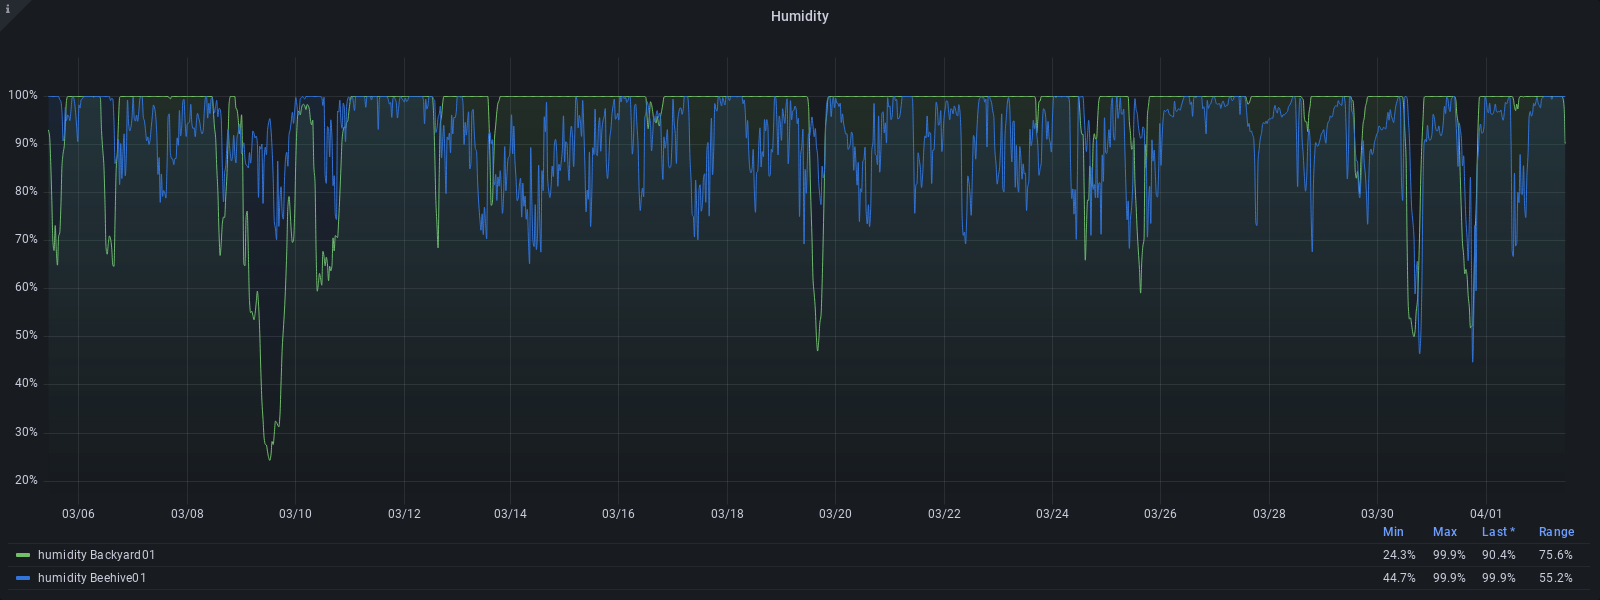 i
Humidity
100%
90%
80%
70%
60%
50%
40%
30%
20%
03/06 03/08 03/10 03/12 03/14 03/16 03/18 03/20 03/22 03/24 03/26 03/28 03/30 04/01
Min Max Last * Range
humidity Backyard01 24.3% 99.9% 90.4% 75.6%
humidity Beehive01 44.7% 99.9% 99.9% 55.2%